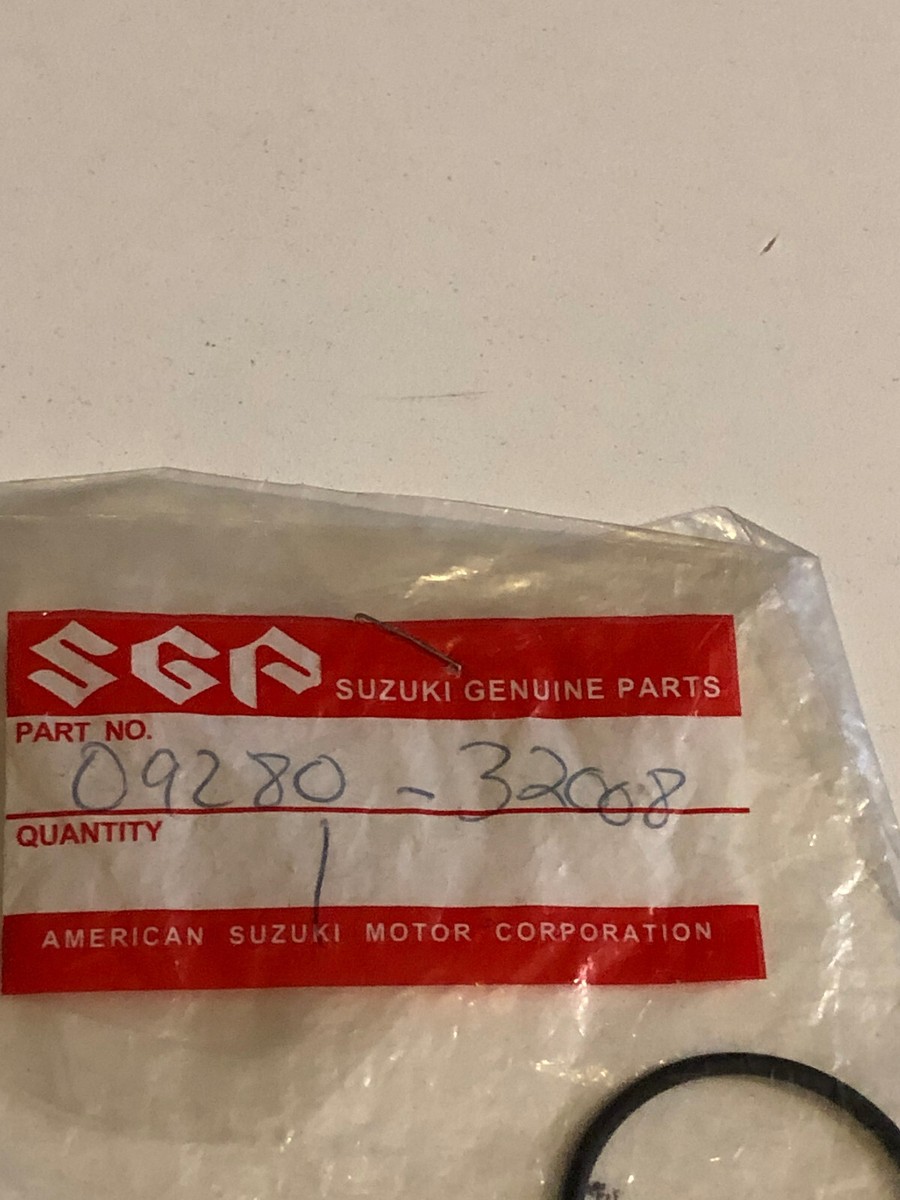 SGP SUZUKI GENUINE PARTS
PART NO.
09280 - 32008
QUANTITY
1
AMERICAN SUZUKI MOTOR CORPORATION